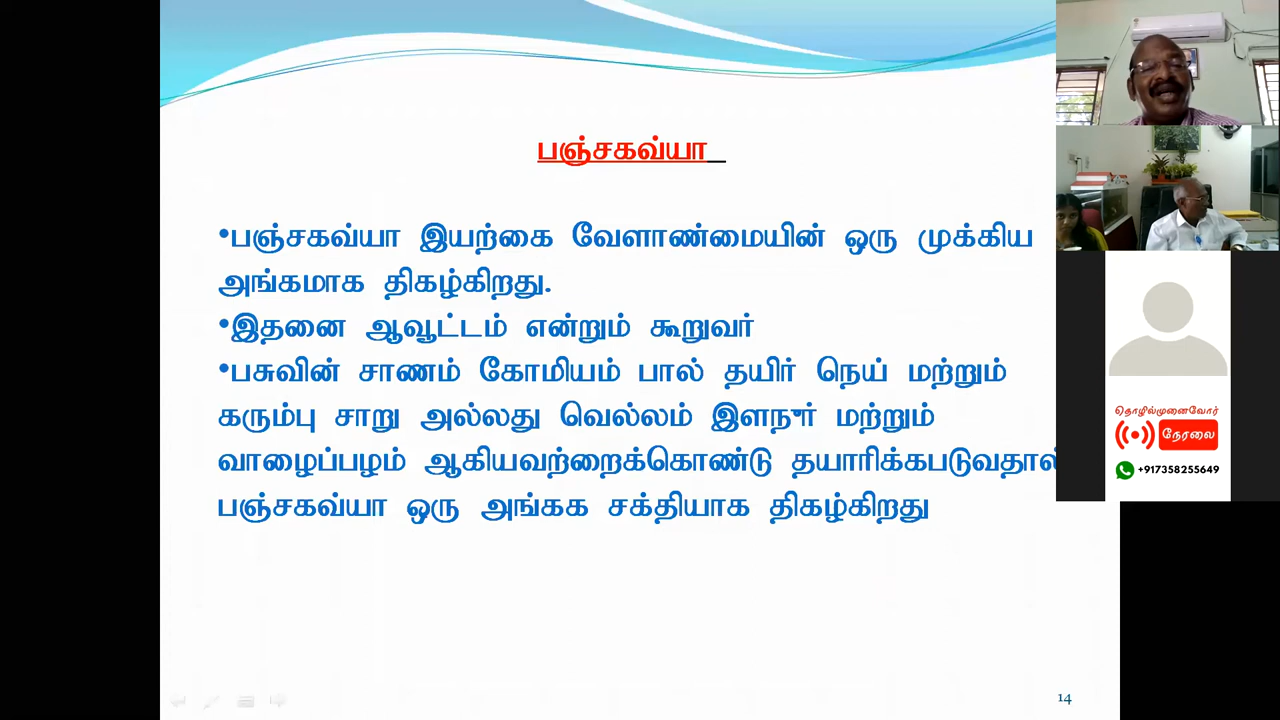 பஞ்சகவ்யா
•பஞ்சகவ்யா இயற்கை வேளாண்மையின் ஒரு முக்கிய
அங்கமாக திகழ்கிறது.
•இதனை ஆவூட்டம் என்றும் கூறுவர்
•பசுவின் சாணம் கோமியம் பால் தயிர் நெய் மற்றும்
கரும்பு சாறு அல்லது வெல்லம் இளநுர் மற்றும்
வாழைப்பழம் ஆகியவற்றைக்கொண்டு தயாரிக்கபடுவதால்
பஞ்சகவ்யா ஒரு அங்கக சக்தியாக திகழ்கிறது
தொழில்முனைவோர்
நேரலை
+917358255649
14